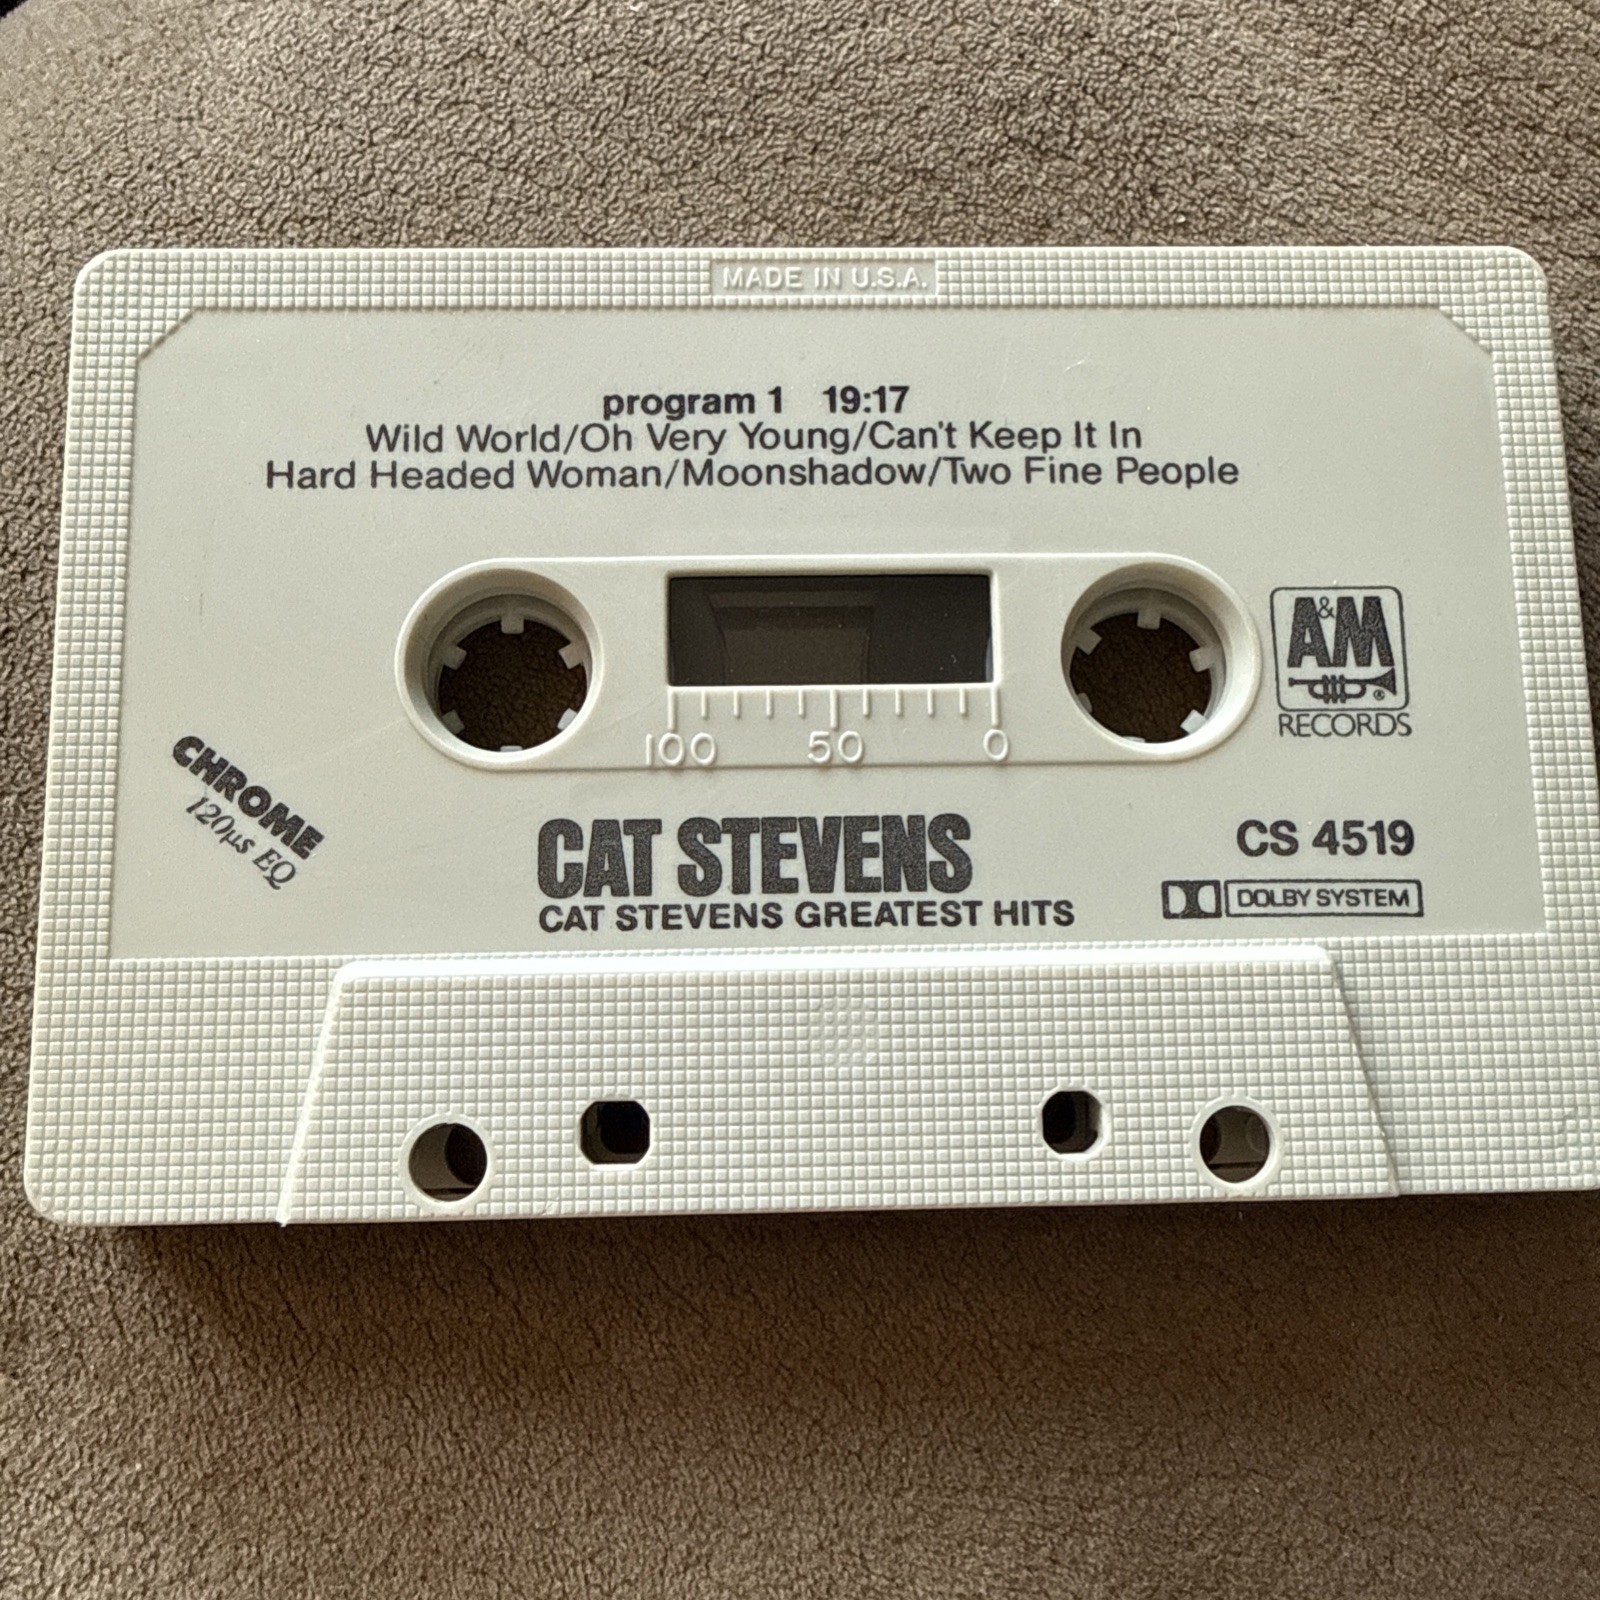 MADE IN U.S.A.
program 1 19:17
Wild World/Oh Very Young/Can't Keep It In
Hard Headed Woman/Moonshadow/Two Fine People
A&M ®
RECORDS
100 50 0
CHROME
120µs EQ
CAT STEVENS
CAT STEVENS GREATEST HITS
CS 4519
DOLBY SYSTEM